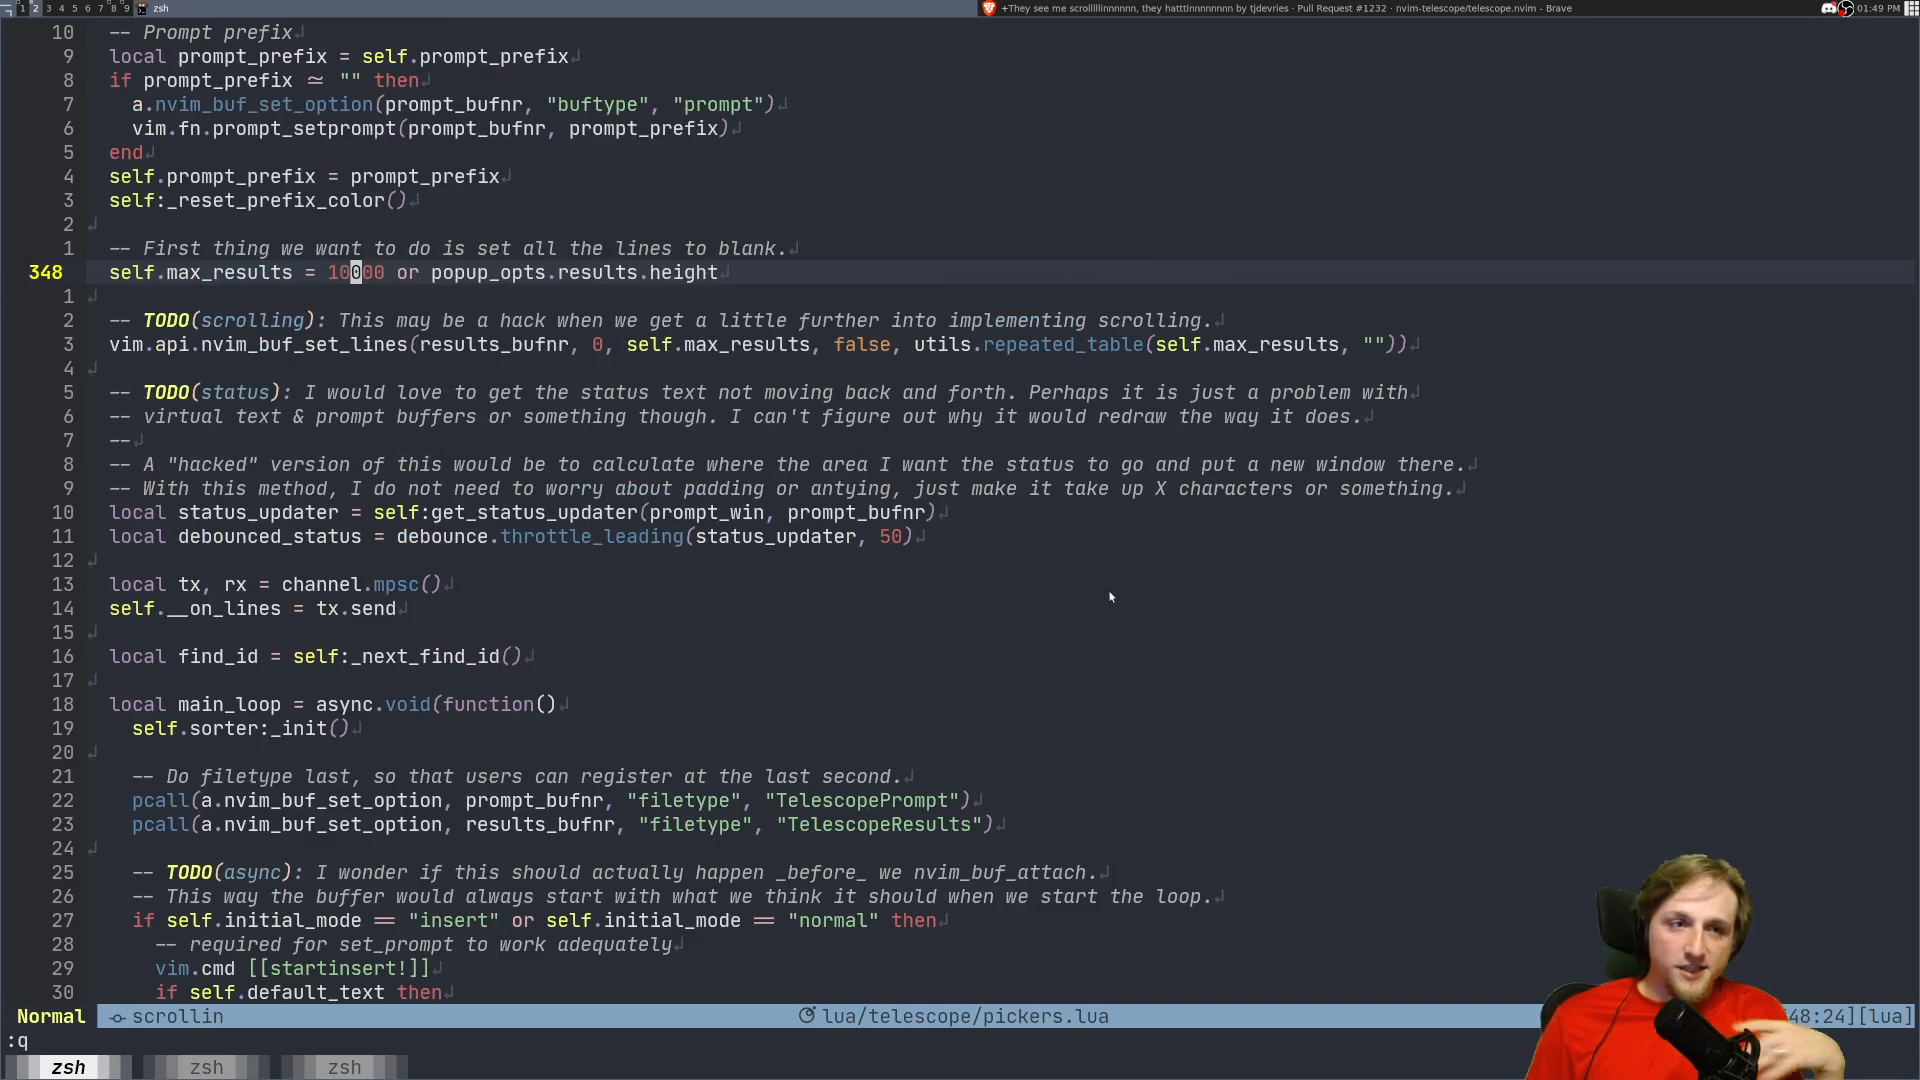 1 2 3 4 5 6 7 8 9 zsh
+They see me scrolllllinnnnnn, they hatttinnnnnnnn by tjdevries · Pull Request #1232 · nvim-telescope/telescope.nvim - Brave
01:49 PM
10 -- Prompt prefix
9 local prompt_prefix = self.prompt_prefix
8 if prompt_prefix ~= "" then
7 a.nvim_buf_set_option(prompt_bufnr, "buftype", "prompt")
6 vim.fn.prompt_setprompt(prompt_bufnr, prompt_prefix)
5 end
4 self.prompt_prefix = prompt_prefix
3 self:_reset_prefix_color()
2
1 -- First thing we want to do is set all the lines to blank.
348 self.max_results = 10000 or popup_opts.results.height
1
2 -- TODO(scrolling): This may be a hack when we get a little further into implementing scrolling.
3 vim.api.nvim_buf_set_lines(results_bufnr, 0, self.max_results, false, utils.repeated_table(self.max_results, ""))
4
5 -- TODO(status): I would love to get the status text not moving back and forth. Perhaps it is just a problem with
6 -- virtual text & prompt buffers or something though. I can't figure out why it would redraw the way it does.
7 --
8 -- A "hacked" version of this would be to calculate where the area I want the status to go and put a new window there.
9 -- With this method, I do not need to worry about padding or antying, just make it take up X characters or something.
10 local status_updater = self:get_status_updater(prompt_win, prompt_bufnr)
11 local debounced_status = debounce.throttle_leading(status_updater, 50)
12
13 local tx, rx = channel.mpsc()
14 self.__on_lines = tx.send
15
16 local find_id = self:_next_find_id()
17
18 local main_loop = async.void(function()
19 self.sorter:_init()
20
21 -- Do filetype last, so that users can register at the last second.
22 pcall(a.nvim_buf_set_option, prompt_bufnr, "filetype", "TelescopePrompt")
23 pcall(a.nvim_buf_set_option, results_bufnr, "filetype", "TelescopeResults")
24
25 -- TODO(async): I wonder if this should actually happen _before_ we nvim_buf_attach.
26 -- This way the buffer would always start with what we think it should when we start the loop.
27 if self.initial_mode == "insert" or self.initial_mode == "normal" then
28 -- required for set_prompt to work adequately
29 vim.cmd [[startinsert!]]
30 if self.default_text then
Normal scrollin lua/telescope/pickers.lua 48:24][lua]
:q
zsh zsh zsh